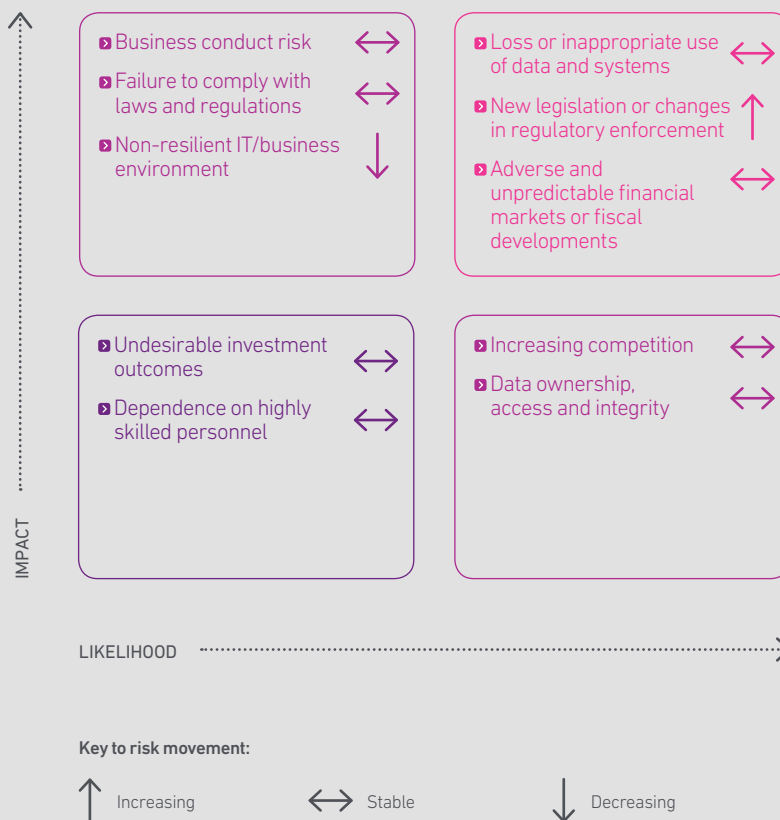 Business conduct risk
Failure to comply with
laws and regulations
Non-resilient IT/business
environment
Loss or inappropriate use
of data and systems
New legislation or changes
in regulatory enforcement
Adverse and
unpredictable financial
markets or fiscal
developments
Undesirable investment
outcomes
Dependence on highly
skilled personnel
Increasing competition
Data ownership,
access and integrity
IMPACT
LIKELIHOOD
Key to risk movement:
Increasing
Stable
Decreasing